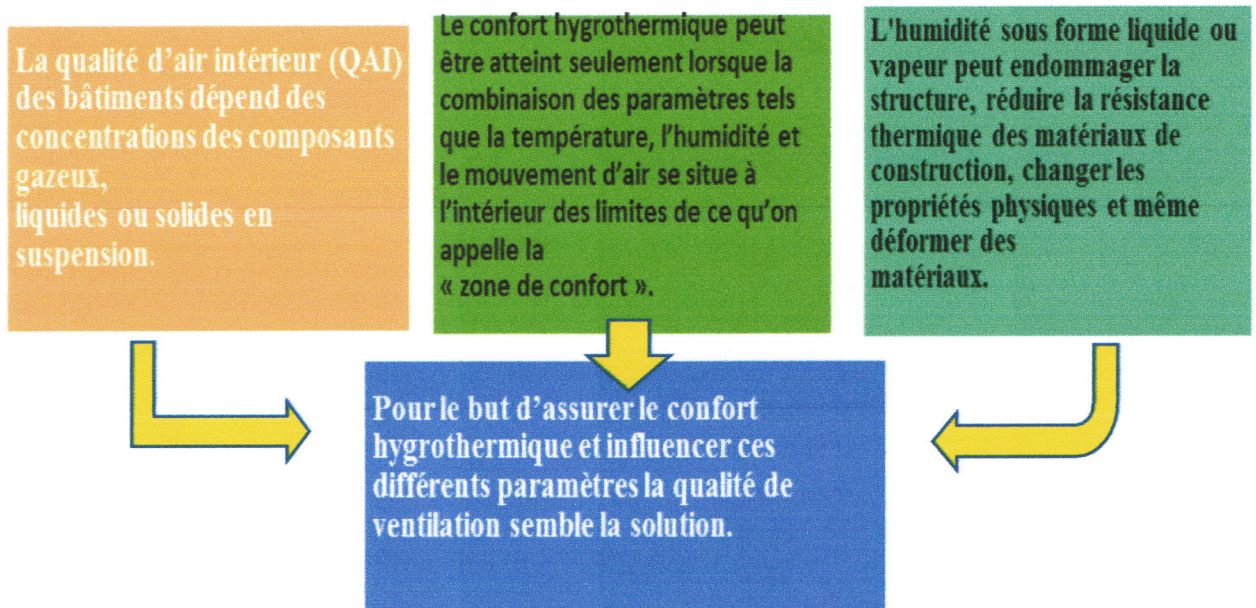 La qualité d’air intérieur (QAI)
des bâtiments dépend des
concentrations des composants
gazeux,
liquides ou solides en
suspension.
Le confort hygrothermique peut
être atteint seulement lorsque la
combinaison des paramètres tels
que la température, l’humidité et
le mouvement d’air se situe à
l’intérieur des limites de ce qu’on
appelle la
« zone de confort ».
L'humidité sous forme liquide ou
vapeur peut endommager la
structure, réduire la résistance
thermique des matériaux de
construction, changer les
propriétés physiques et même
déformer des
matériaux.
Pour le but d’assurer le confort
hygrothermique et influencer ces
différents paramètres la qualité de
ventilation semble la solution.